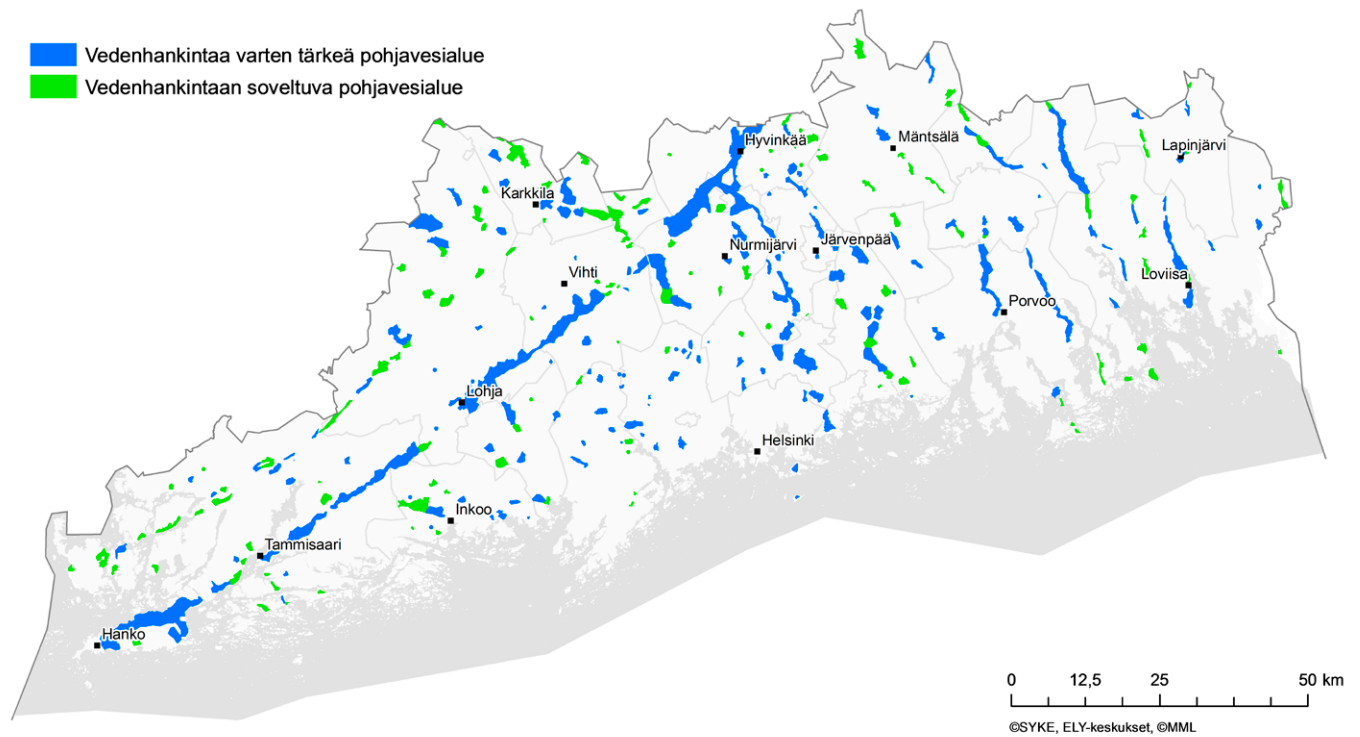 Vedenhankintaa varten tärkeä pohjavesialue
Vedenhankintaan soveltuva pohjavesialue
Hyvinkää
Mäntsälä
Lapinjärvi
Karkkila
Nurmijärvi
Järvenpää
Vihti
Loviisa
Porvoo
Lohja
Helsinki
Inkoo
Tammisaari
Hanko
0 12,5 25 50 km
©SYKE, ELY-keskukset, ©MML